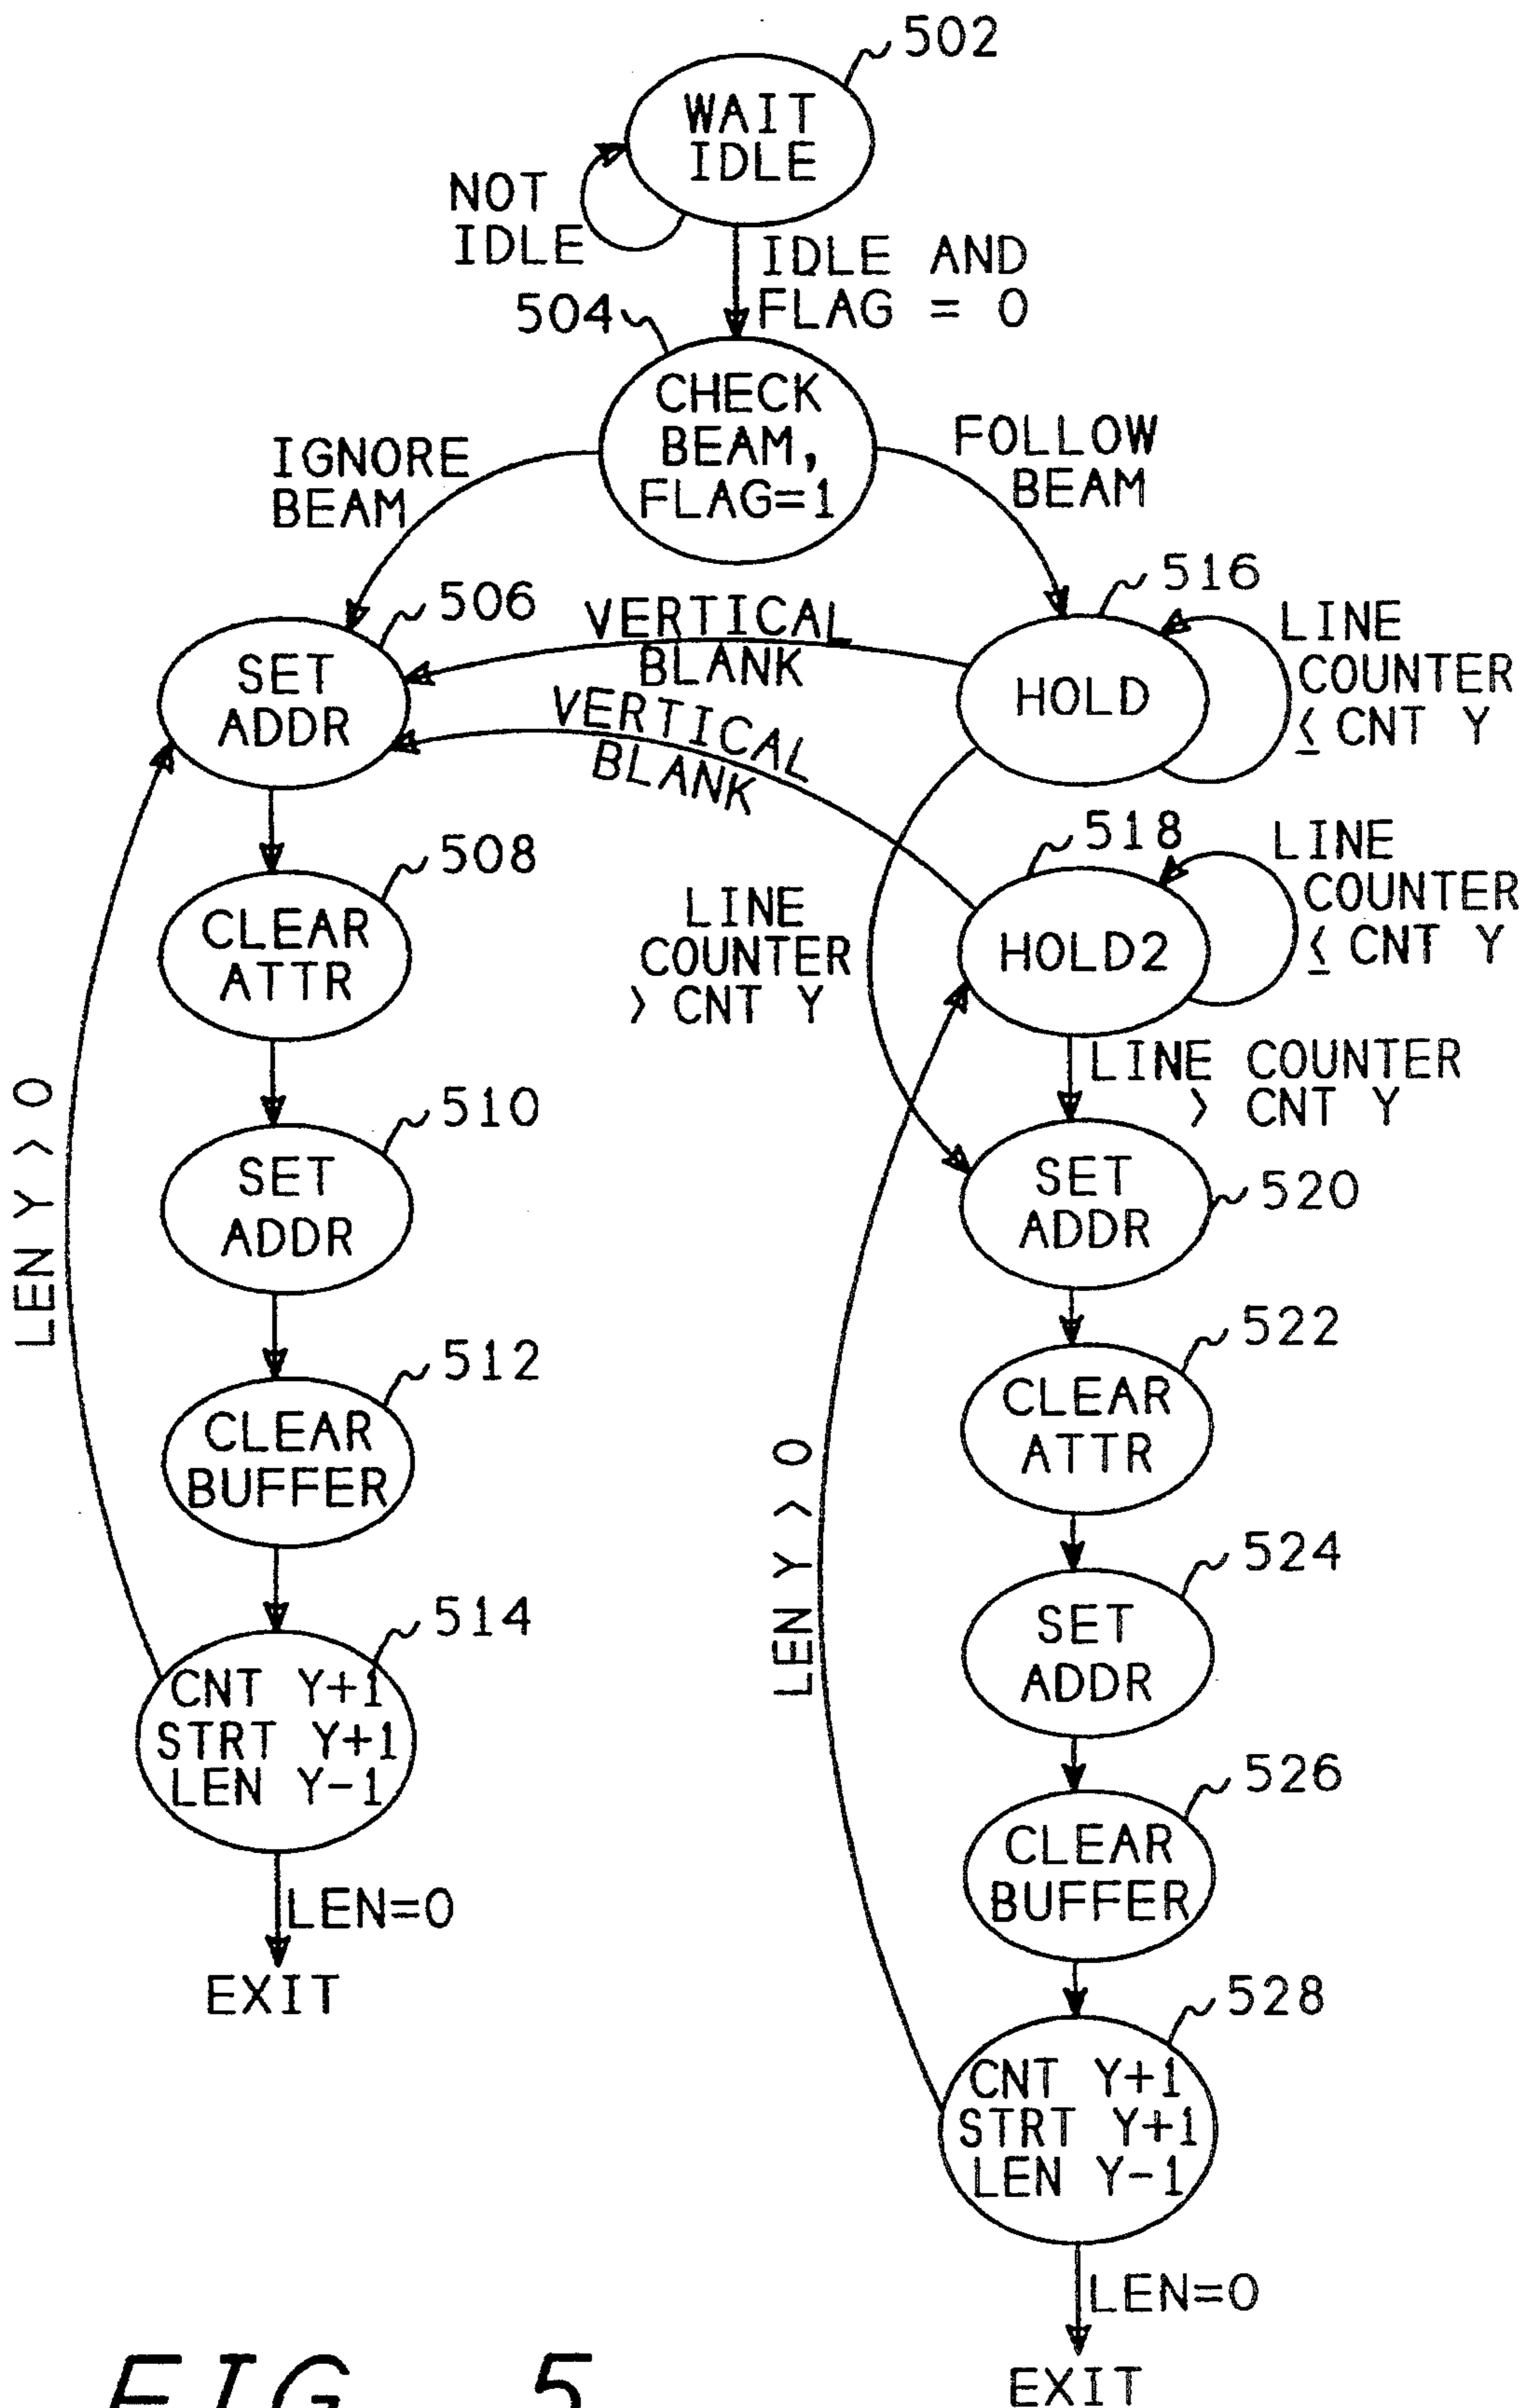 502
WAIT
IDLE
NOT
IDLE
IDLE AND
FLAG = 0
504
CHECK
BEAM,
FLAG=1
IGNORE
BEAM
FOLLOW
BEAM
506
SET
ADDR
VERTICAL
BLANK
516
HOLD
LINE
COUNTER
≤ CNT Y
VERTICAL
BLANK
508
CLEAR
ATTR
518
HOLD2
LINE
COUNTER
≤ CNT Y
LINE
COUNTER
> CNT Y
LINE COUNTER
> CNT Y
LEN Y > 0
510
SET
ADDR
520
SET
ADDR
512
CLEAR
BUFFER
522
CLEAR
ATTR
LEN Y > 0
514
CNT Y+1
STRT Y+1
LEN Y-1
524
SET
ADDR
LEN=0
EXIT
526
CLEAR
BUFFER
528
CNT Y+1
STRT Y+1
LEN Y-1
LEN=0
EXIT
FIG. 5